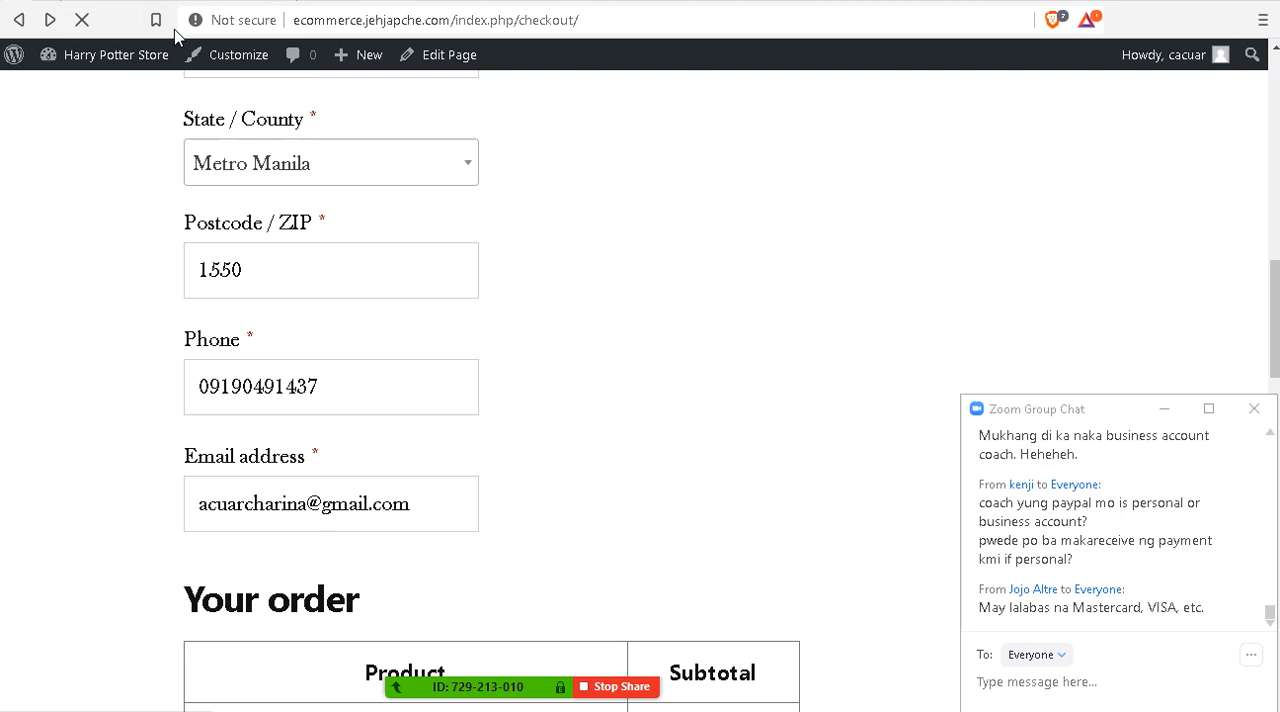 Not secure ecommerce.jehjapche.com/index.php/checkout/
2 1
Harry Potter Store Customize 0 New Edit Page Howdy, cacuar
State / County *
Metro Manila
Postcode / ZIP *
1550
Phone *
09190491437
Email address *
acuarcharina@gmail.com
Your order
Product Subtotal
ID: 729-213-010 Stop Share
Zoom Group Chat
Mukhang di ka naka business account
coach. Heheheh.
From kenji to Everyone:
coach yung paypal mo is personal or
business account?
pwede po ba makareceive ng payment
kmi if personal?
From Jojo Altre to Everyone:
May lalabas na Mastercard, VISA, etc.
To: Everyone
Type message here...